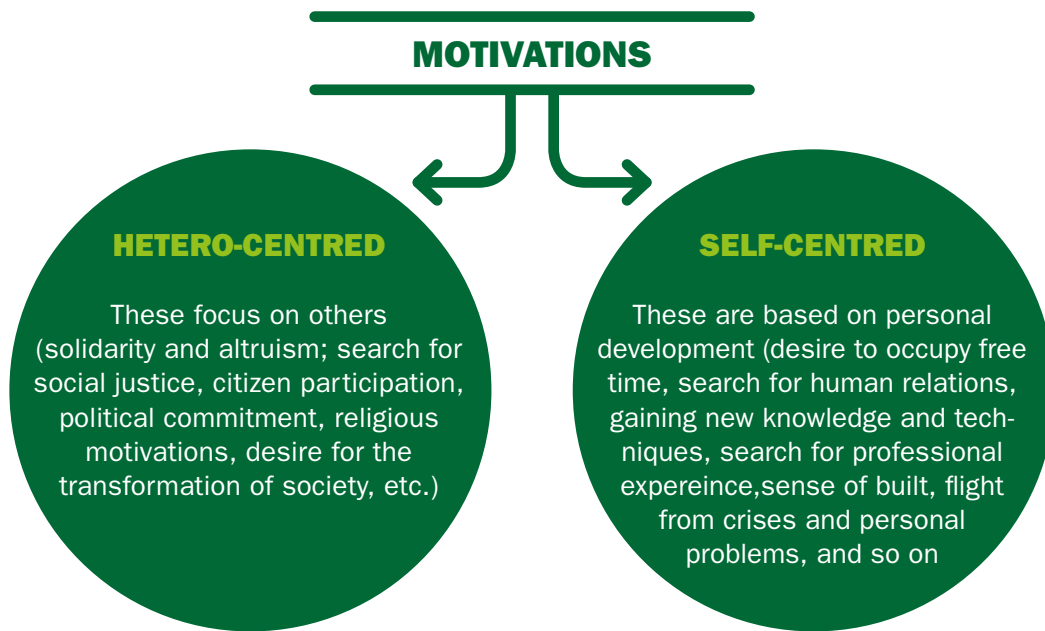 MOTIVATIONS
HETERO-CENTRED
These focus on others
(solidarity and altruism; search for
social justice, citizen participation,
political commitment, religious
motivations, desire for the
transformation of society, etc.)
SELF-CENTRED
These are based on personal
development (desire to occupy free
time, search for human relations,
gaining new knowledge and tech-
niques, search for professional
expereince,sense of built, flight
from crises and personal
problems, and so on